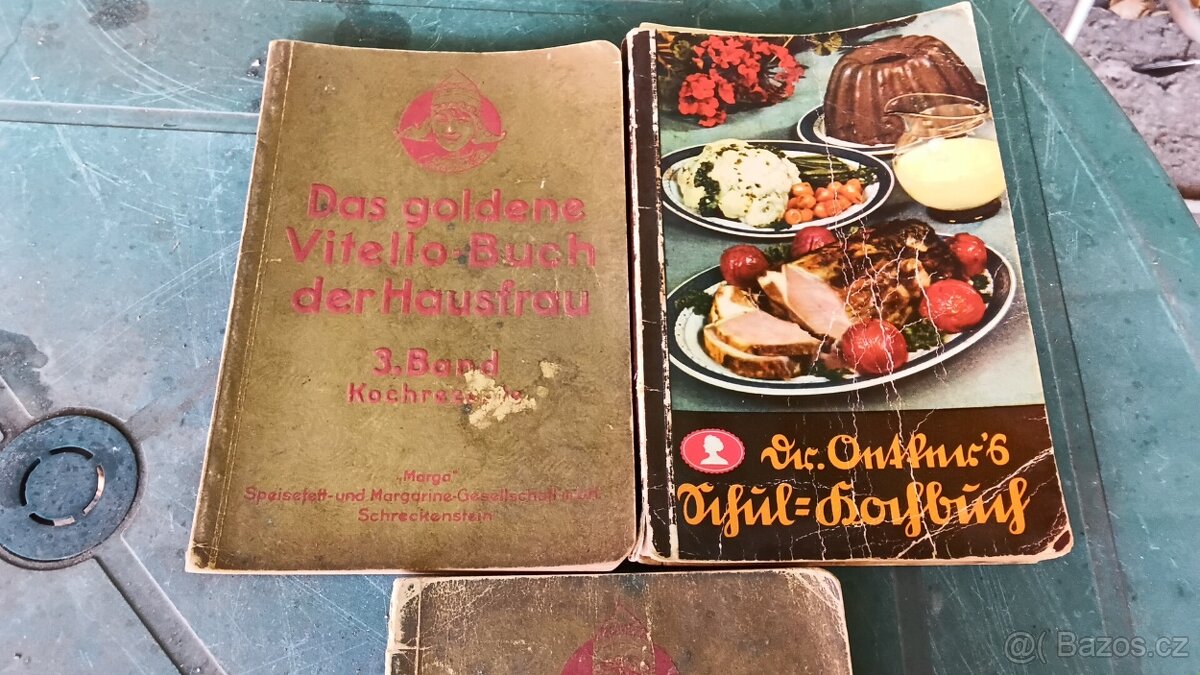 Das goldene
Vitello-Buch
der Hausfrau
3. Band
„Marga"
Speisefett-und Margarine-Gesellschaft
Schreckenstein
Dr. Oetker's
Schul=Kochbuch
@( Bazos.cz